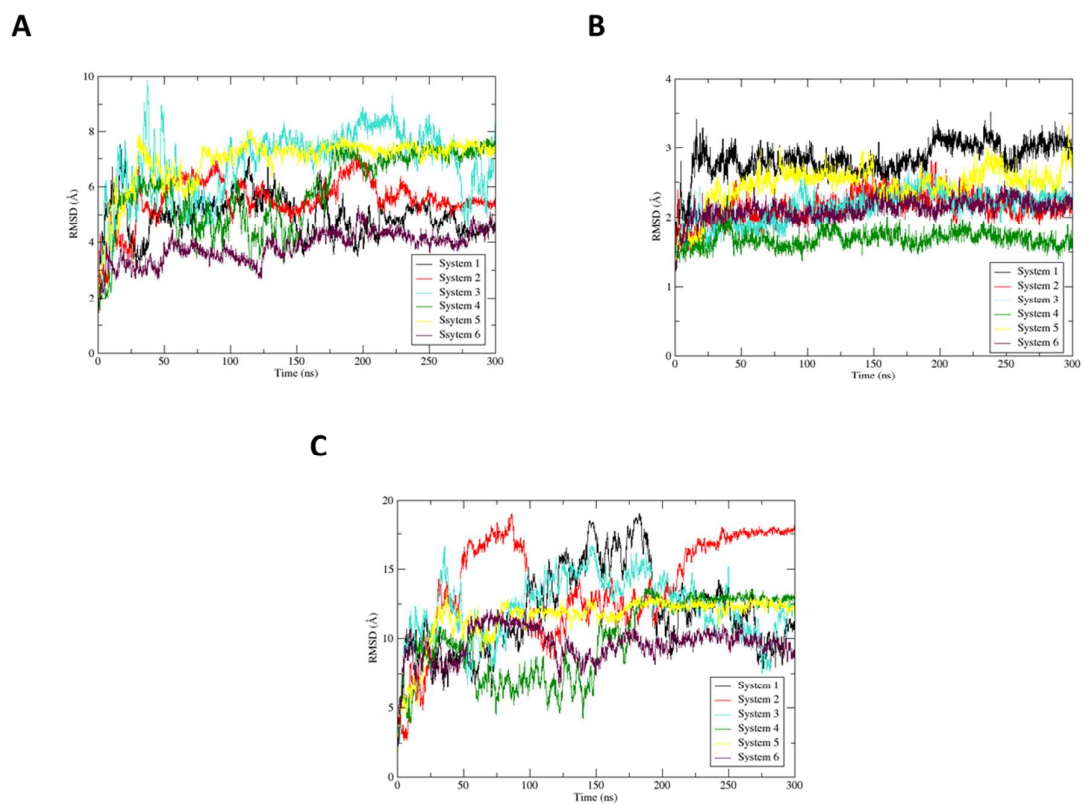 A
10
8
6
4
2
0
RMSD (Å)
0 50 100 150 200 250 300
Time (ns)
System 1
System 2
System 3
System 4
Ssytem 5
Ssystem 6
B
4
3
2
1
0
RMSD (Å)
0 50 100 150 200 250 300
Time (ns)
System 1
System 2
System 3
System 4
System 5
System 6
C
20
15
10
5
0
RMSD (Å)
0 50 100 150 200 250 300
Time (ns)
System 1
System 2
System 3
System 4
System 5
System 6